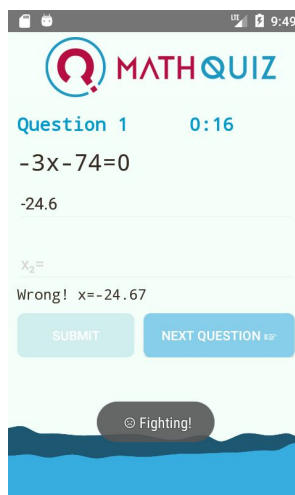 LTE 9:49
MATH QUIZ
Question 1 0:16
-3x-74=0
-24.6
x₂=
Wrong! x=-24.67
SUBMIT NEXT QUESTION 👉
☹ Fighting!